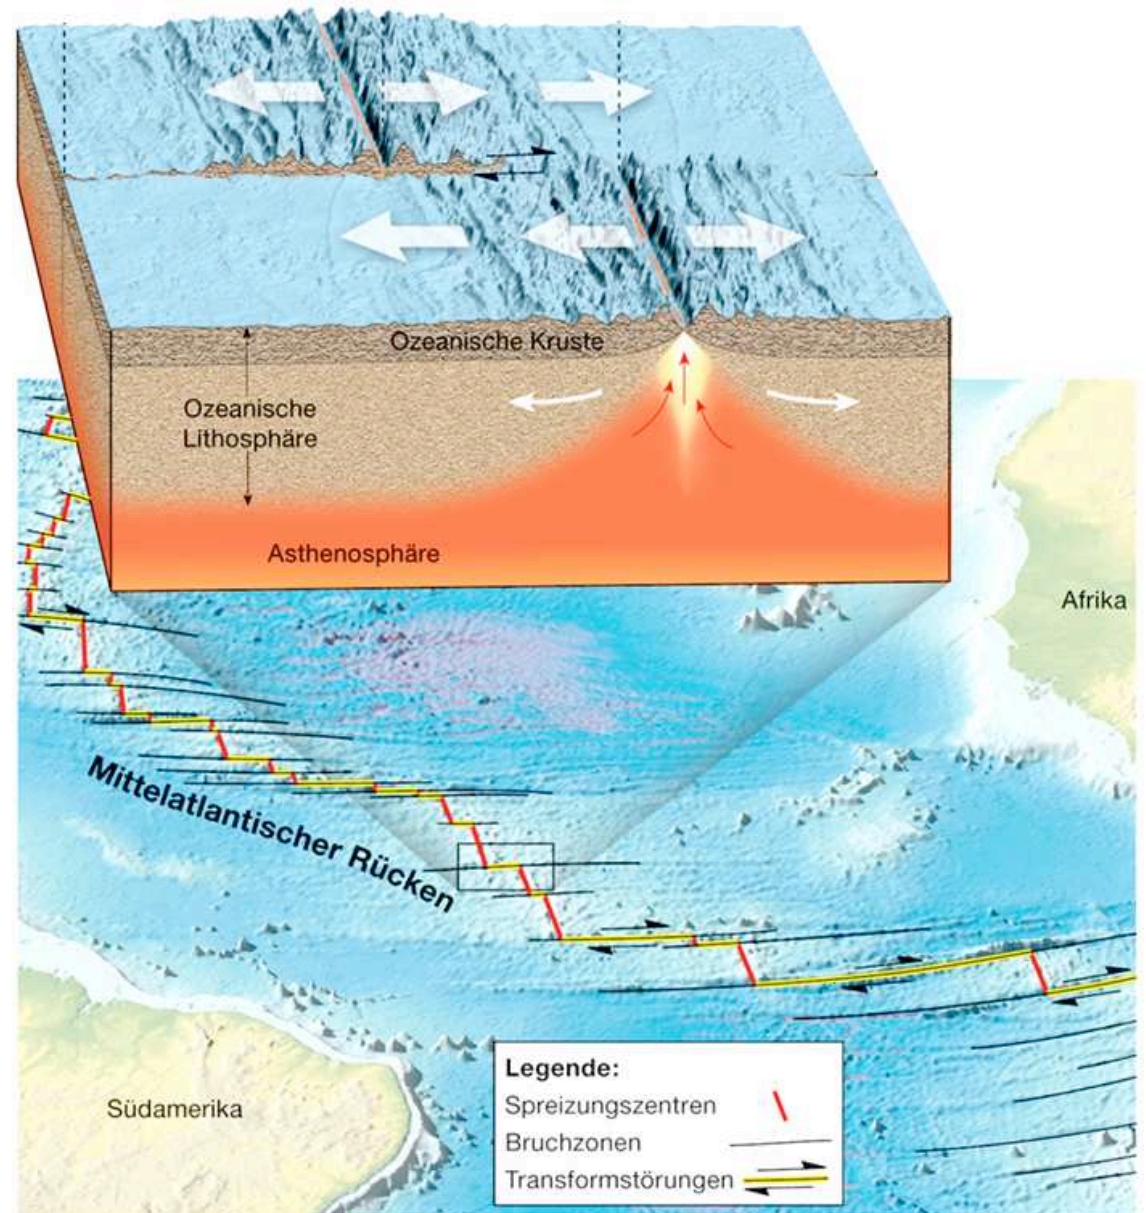 Ozeanische Kruste
Ozeanische
Lithosphäre
Asthenosphäre
Afrika
Mittelatlantischer Rücken
Südamerika
Legende:
Spreizungszentren
Bruchzonen
Transformstörungen